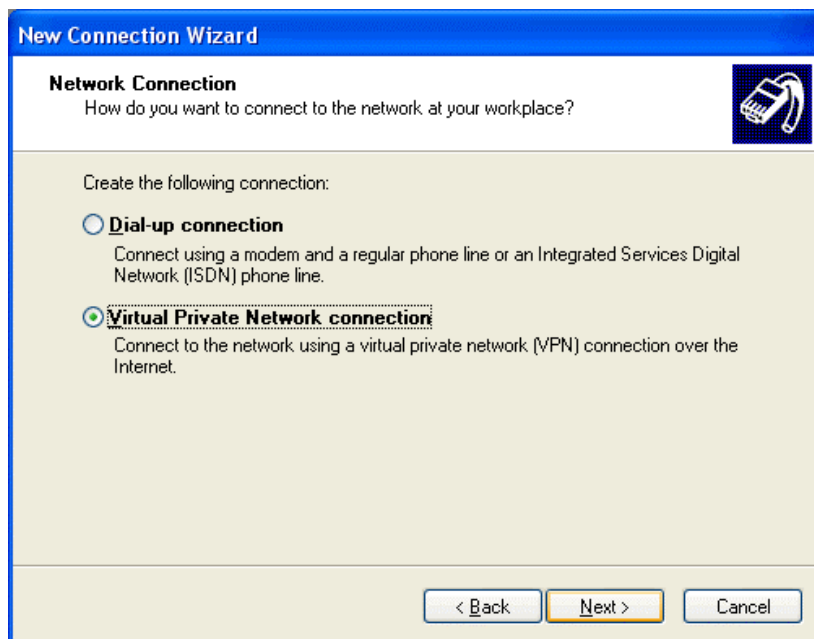 New Connection Wizard
Network Connection
How do you want to connect to the network at your workplace?
Create the following connection:
Dial-up connection
Connect using a modem and a regular phone line or an Integrated Services Digital
Network (ISDN) phone line.
Virtual Private Network connection
Connect to the network using a virtual private network (VPN) connection over the
Internet.
< Back Next > Cancel